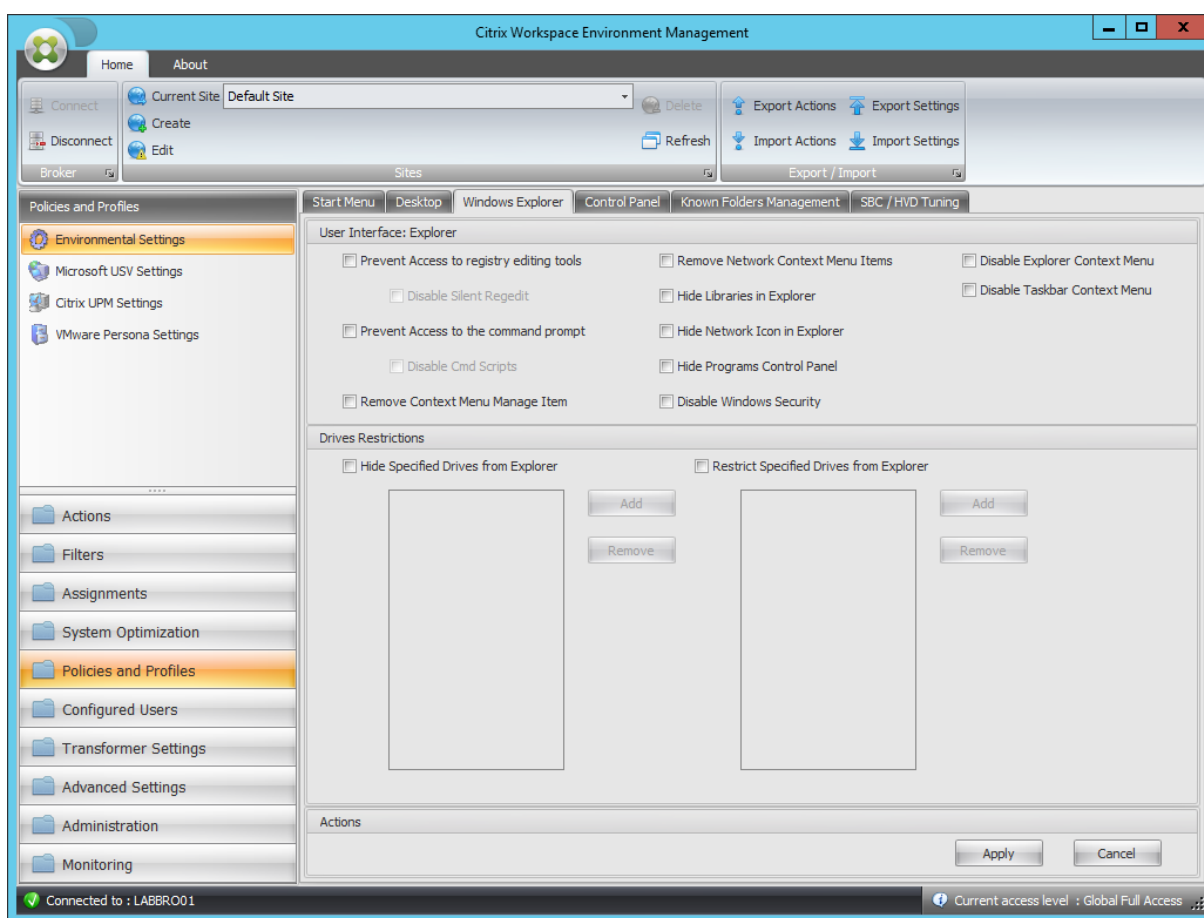 Citrix Workspace Environment Management
Home About
Connect
Disconnect
Broker
Current Site Default Site
Create
Edit
Delete
Refresh
Sites
Export Actions Export Settings
Import Actions Import Settings
Export / Import
Policies and Profiles
Environmental Settings
Microsoft USV Settings
Citrix UPM Settings
VMware Persona Settings
Actions
Filters
Assignments
System Optimization
Policies and Profiles
Configured Users
Transformer Settings
Advanced Settings
Administration
Monitoring
Start Menu Desktop Windows Explorer Control Panel Known Folders Management SBC / HVD Tuning
User Interface: Explorer
Prevent Access to registry editing tools Remove Network Context Menu Items Disable Explorer Context Menu
Disable Silent Regedit Hide Libraries in Explorer Disable Taskbar Context Menu
Prevent Access to the command prompt Hide Network Icon in Explorer
Disable Cmd Scripts Hide Programs Control Panel
Remove Context Menu Manage Item Disable Windows Security
Drives Restrictions
Hide Specified Drives from Explorer Restrict Specified Drives from Explorer
Add Add
Remove Remove
Actions
Apply Cancel
Connected to : LABBRO01 Current access level : Global Full Access